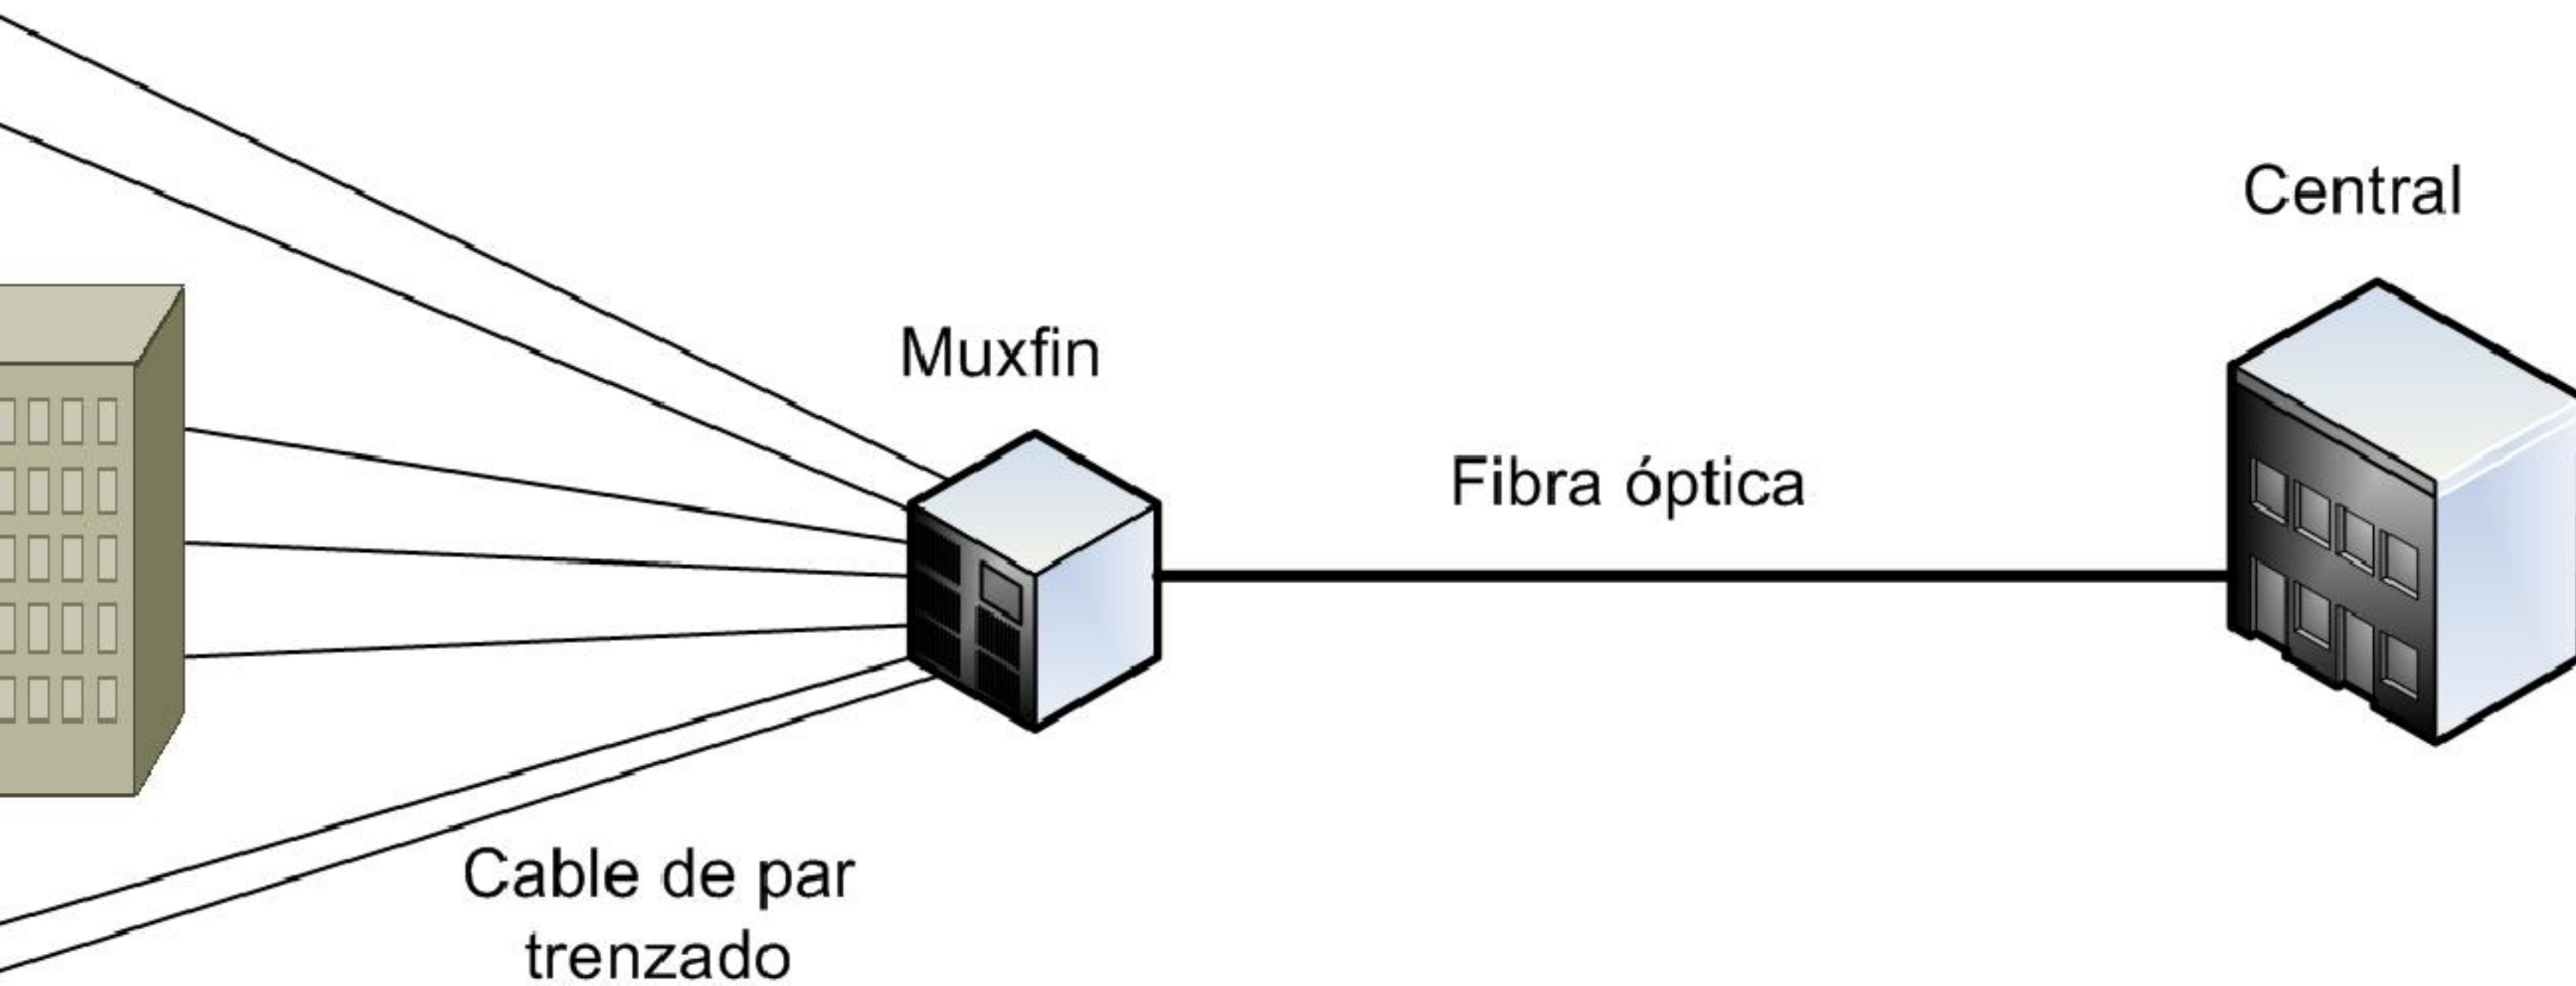 Central
Muxfin
Fibra óptica
Cable de par
trenzado